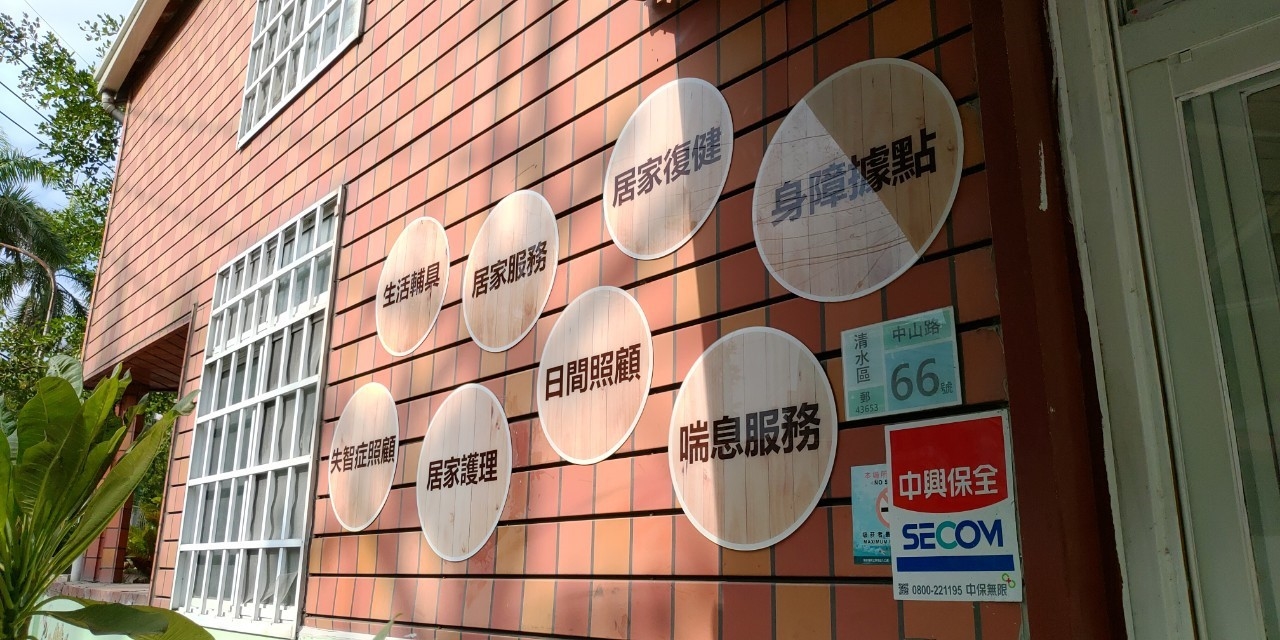 居家復健
身障據點
生活輔具
居家服務
日間照顧
喘息服務
失智症照顧
居家護理
清水區
中山路
66號
郵
43653
中興保全
SECOM
0800-221195 中保無限